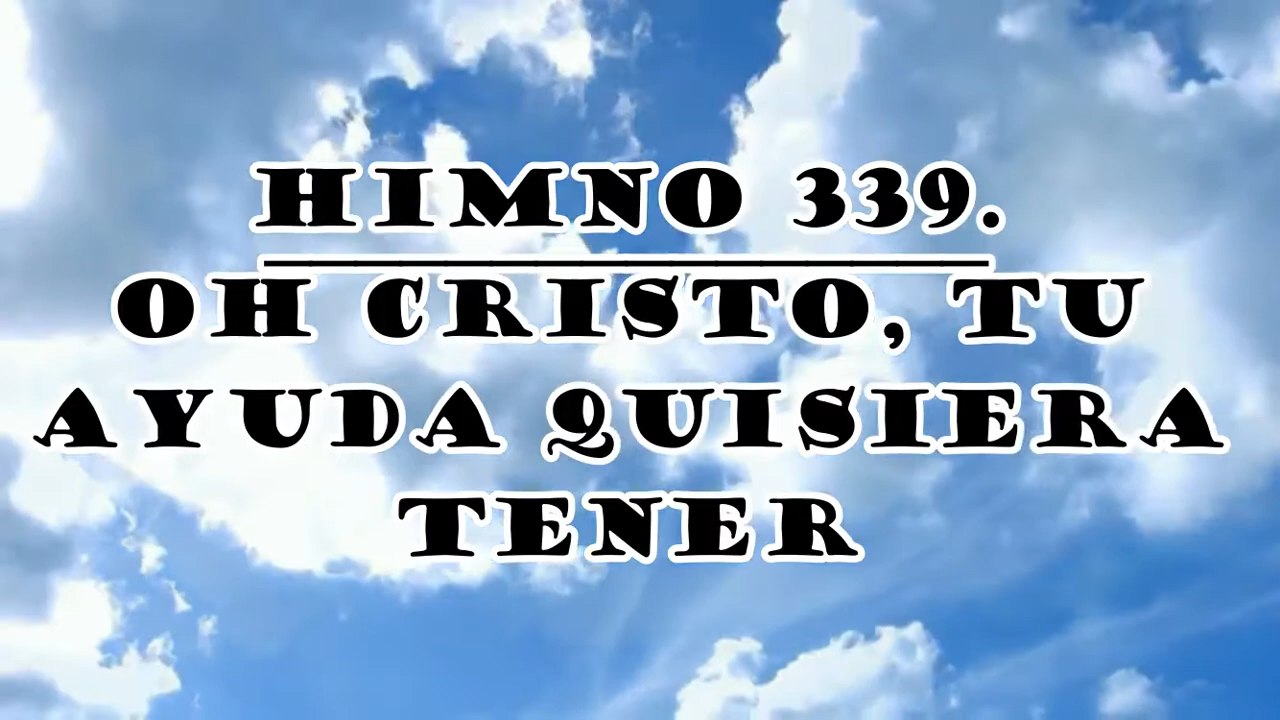 HIMNO 339.
OH CRISTO, TU
AYUDA QUISIERA
TENER